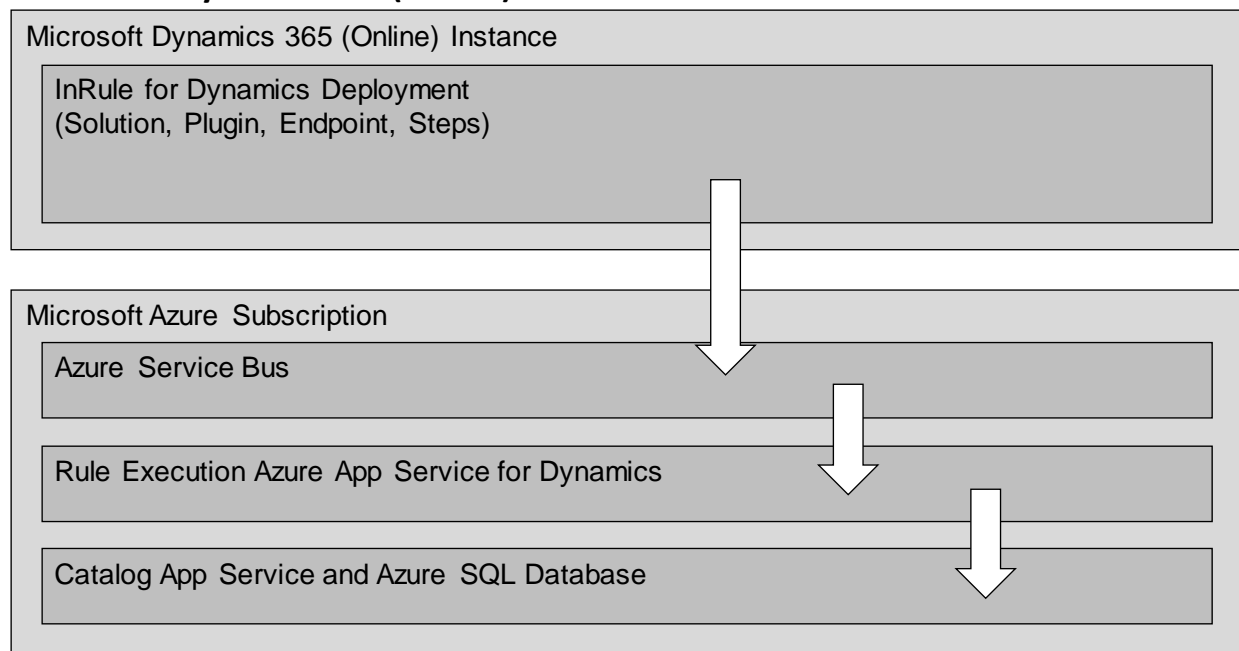 Microsoft Dynamics 365 (Online) Instance
InRule for Dynamics Deployment
(Solution, Plugin, Endpoint, Steps)
Microsoft Azure Subscription
Azure Service Bus
Rule Execution Azure App Service for Dynamics
Catalog App Service and Azure SQL Database